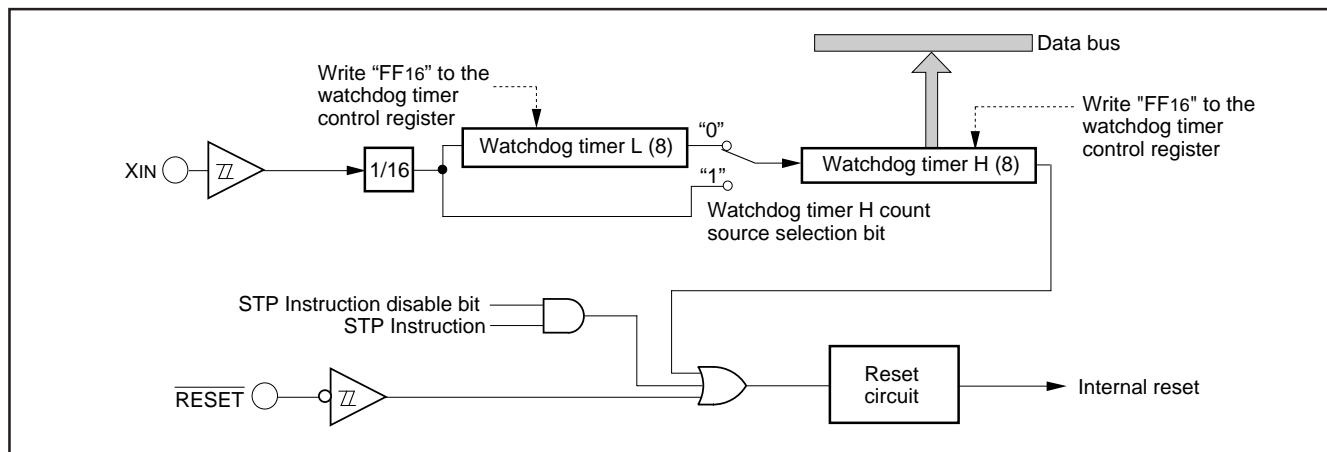 Data bus
Write “FF16” to the
watchdog timer
control register
Write "FF16" to the
watchdog timer
control register
“0”
Watchdog timer L (8)
XIN
1/16
Watchdog timer H (8)
“1”
Watchdog timer H count
source selection bit
STP Instruction disable bit
STP Instruction
RESET
Reset
circuit
Internal reset